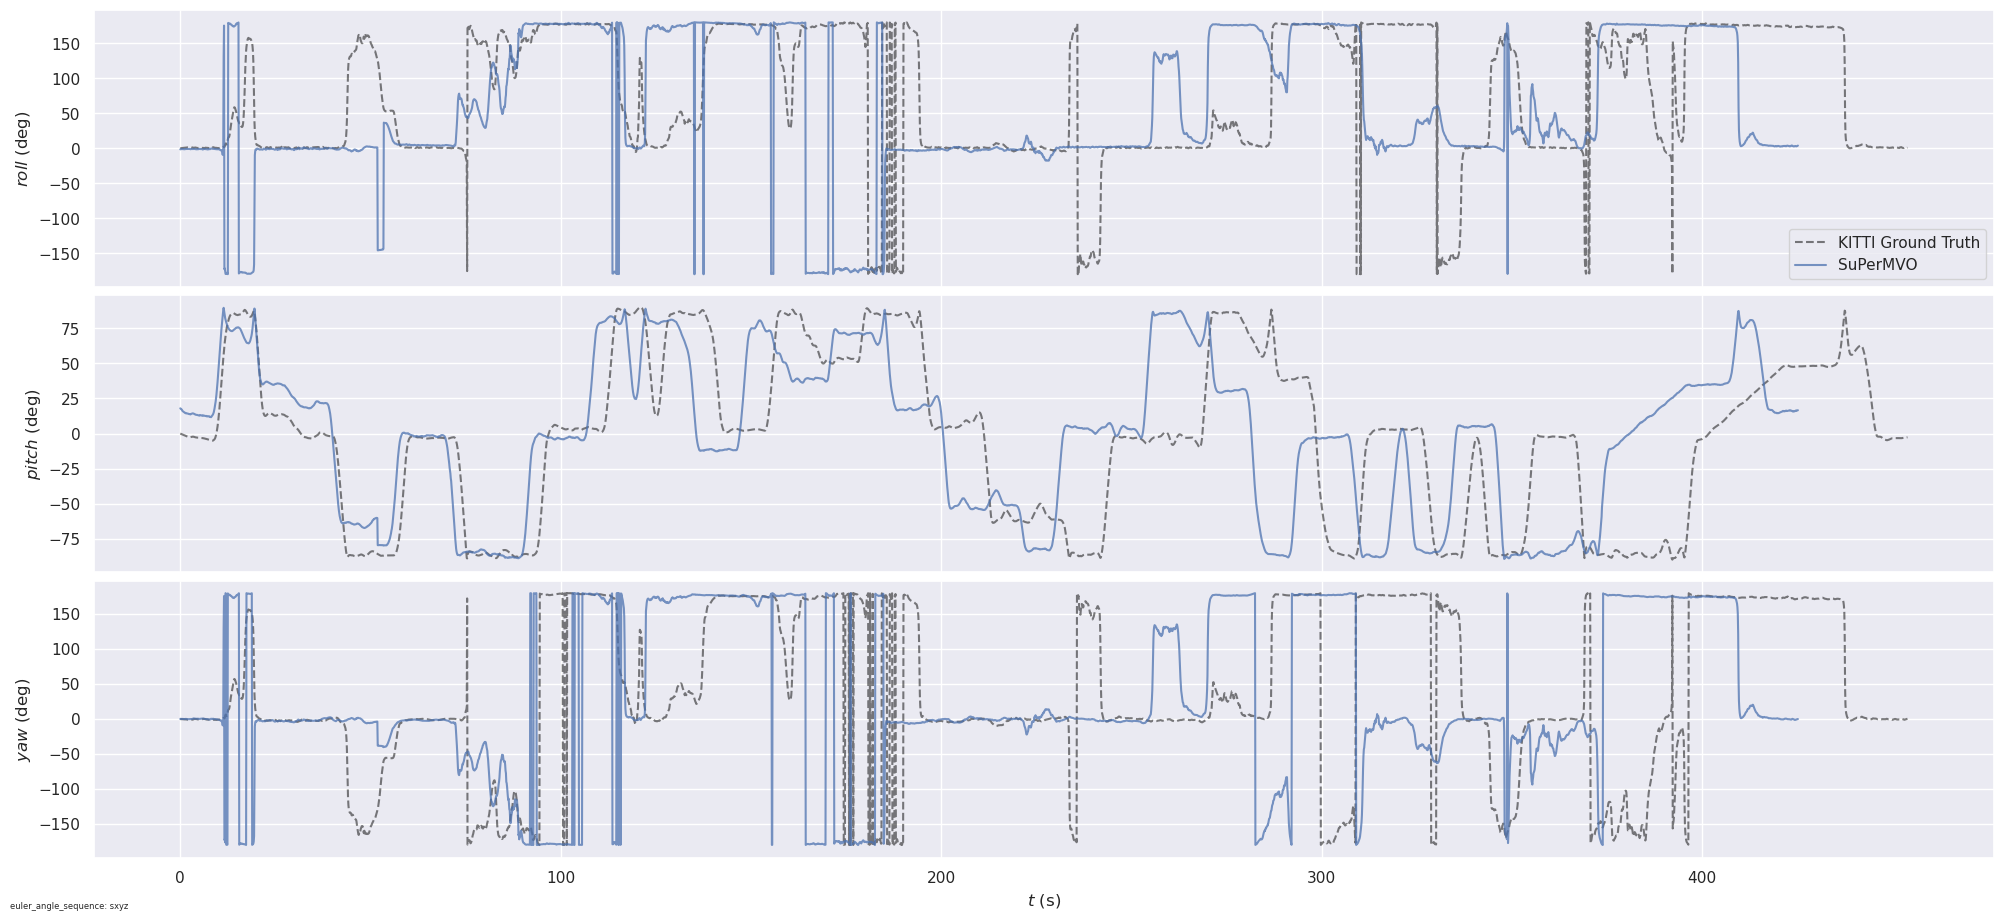 roll (deg)
150
100
50
0
−50
−100
−150
KITTI Ground Truth
SuPerMVO
pitch (deg)
75
50
25
0
−25
−50
−75
yaw (deg)
150
100
50
0
−50
−100
−150
0 100 200 300 400
t (s)
euler_angle_sequence: sxyz